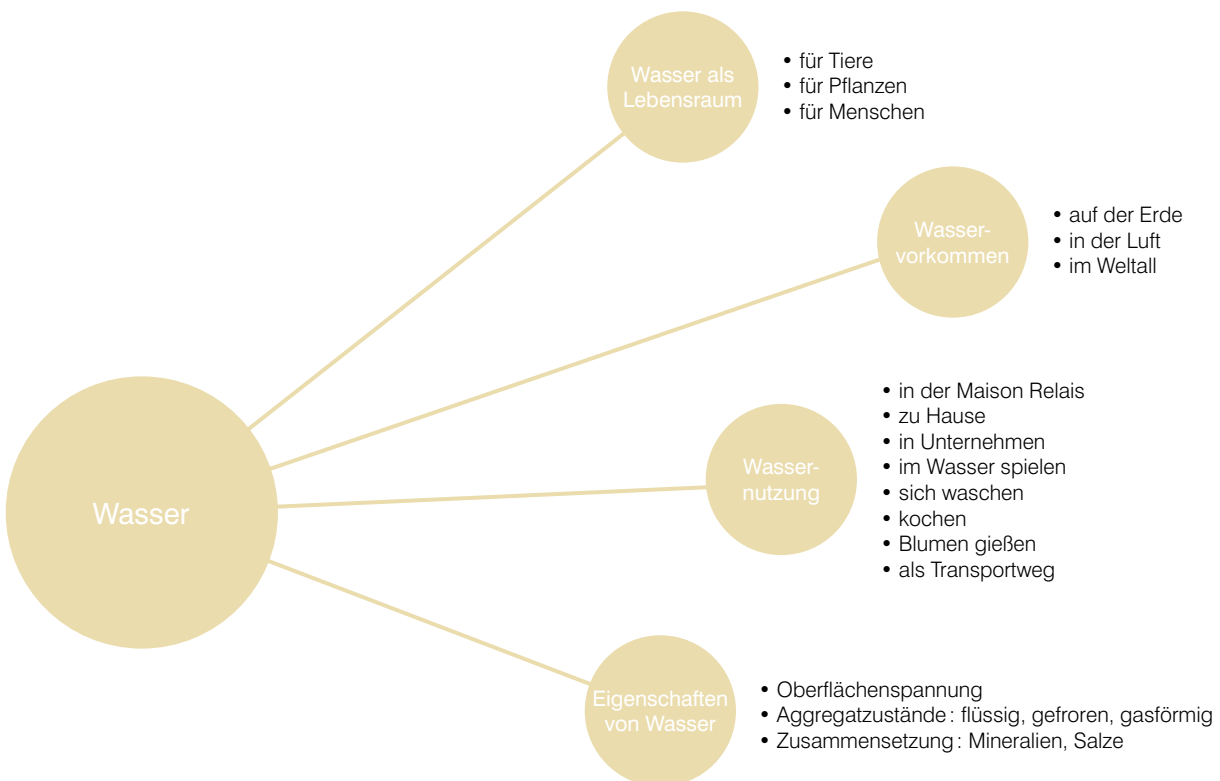 Wasser als
Lebensraum
• für Tiere
• für Pflanzen
• für Menschen
Wasser-
vorkommen
• auf der Erde
• in der Luft
• im Weltall
Wasser
Wasser-
nutzung
• in der Maison Relais
• zu Hause
• in Unternehmen
• im Wasser spielen
• sich waschen
• kochen
• Blumen gießen
• als Transportweg
Eigenschaften
von Wasser
• Oberflächenspannung
• Aggregatzustände : flüssig, gefroren, gasförmig
• Zusammensetzung : Mineralien, Salze